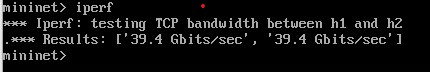 mininet> iperf
*** Iperf: testing TCP bandwidth between h1 and h2
.*** Results: ['39.4 Gbits/sec', '39.4 Gbits/sec']
mininet>